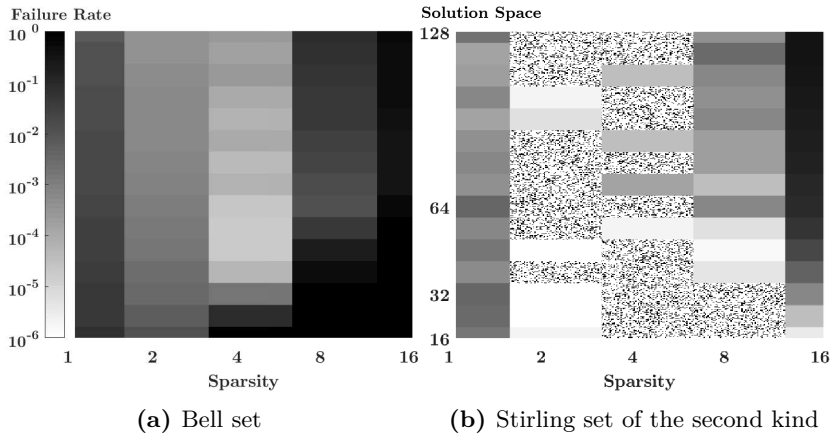 Failure Rate
10^0
10^-1
10^-2
10^-3
10^-4
10^-5
10^-6
1 2 4 8 16
Sparsity
(a) Bell set
Solution Space
128
64
32
16
1 2 4 8 16
Sparsity
(b) Stirling set of the second kind